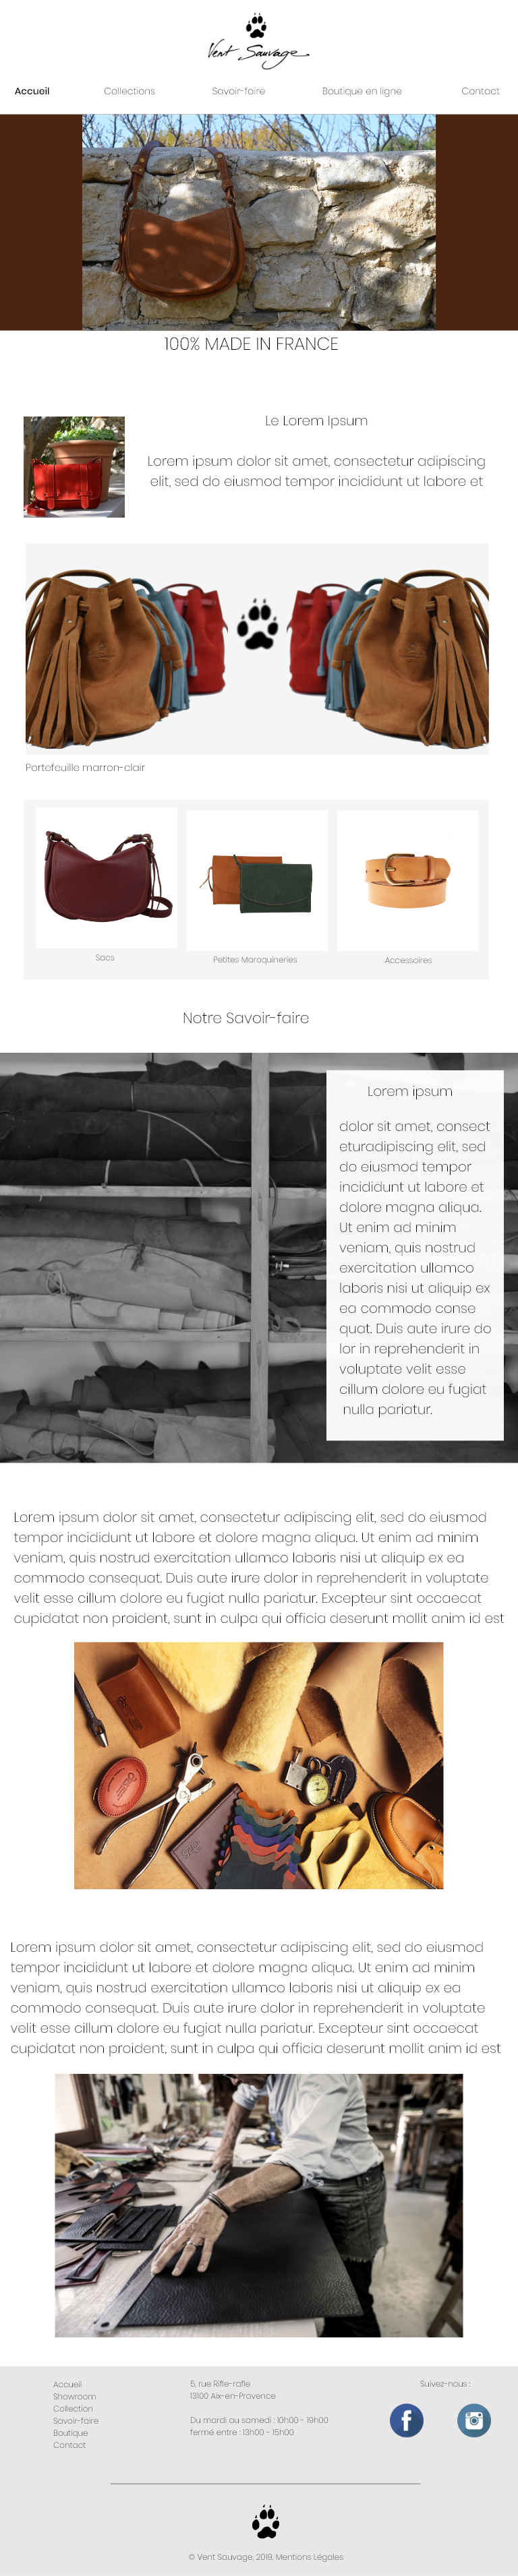 Vent Sauvage
Accueil Collections Savoir-faire Boutique en ligne Contact
100% MADE IN FRANCE
Le Lorem Ipsum
Lorem ipsum dolor sit amet, consectetur adipiscing
elit, sed do eiusmod tempor incididunt ut labore et
Portefeuille marron-clair
Sacs
Petites Maroquineries
Accessoires
Notre Savoir-faire
Lorem ipsum
dolor sit amet, consect
eturadipiscing elit, sed
do eiusmod tempor
incididunt ut labore et
dolore magna aliqua.
Ut enim ad minim
veniam, quis nostrud
exercitation ullamco
laboris nisi ut aliquip ex
ea commodo conse
quat. Duis aute irure do
lor in reprehenderit in
voluptate velit esse
cillum dolore eu fugiat
nulla pariatur.
Lorem ipsum dolor sit amet, consectetur adipiscing elit, sed do eiusmod
tempor incididunt ut labore et dolore magna aliqua. Ut enim ad minim
veniam, quis nostrud exercitation ullamco laboris nisi ut aliquip ex ea
commodo consequat. Duis aute irure dolor in reprehenderit in voluptate
velit esse cillum dolore eu fugiat nulla pariatur. Excepteur sint occaecat
cupidatat non proident, sunt in culpa qui officia deserunt mollit anim id est
Lorem ipsum dolor sit amet, consectetur adipiscing elit, sed do eiusmod
tempor incididunt ut labore et dolore magna aliqua. Ut enim ad minim
veniam, quis nostrud exercitation ullamco laboris nisi ut aliquip ex ea
commodo consequat. Duis aute irure dolor in reprehenderit in voluptate
velit esse cillum dolore eu fugiat nulla pariatur. Excepteur sint occaecat
cupidatat non proident, sunt in culpa qui officia deserunt mollit anim id est
Accueil
Showroom
Collection
Savoir-faire
Boutique
Contact
5, rue Rifle-rafle
13100 Aix-en-Provence
Du mardi au samedi : 10h00 - 19h00
fermé entre : 13h00 - 15h00
Suivez-nous :
© Vent Sauvage, 2019. Mentions Légales